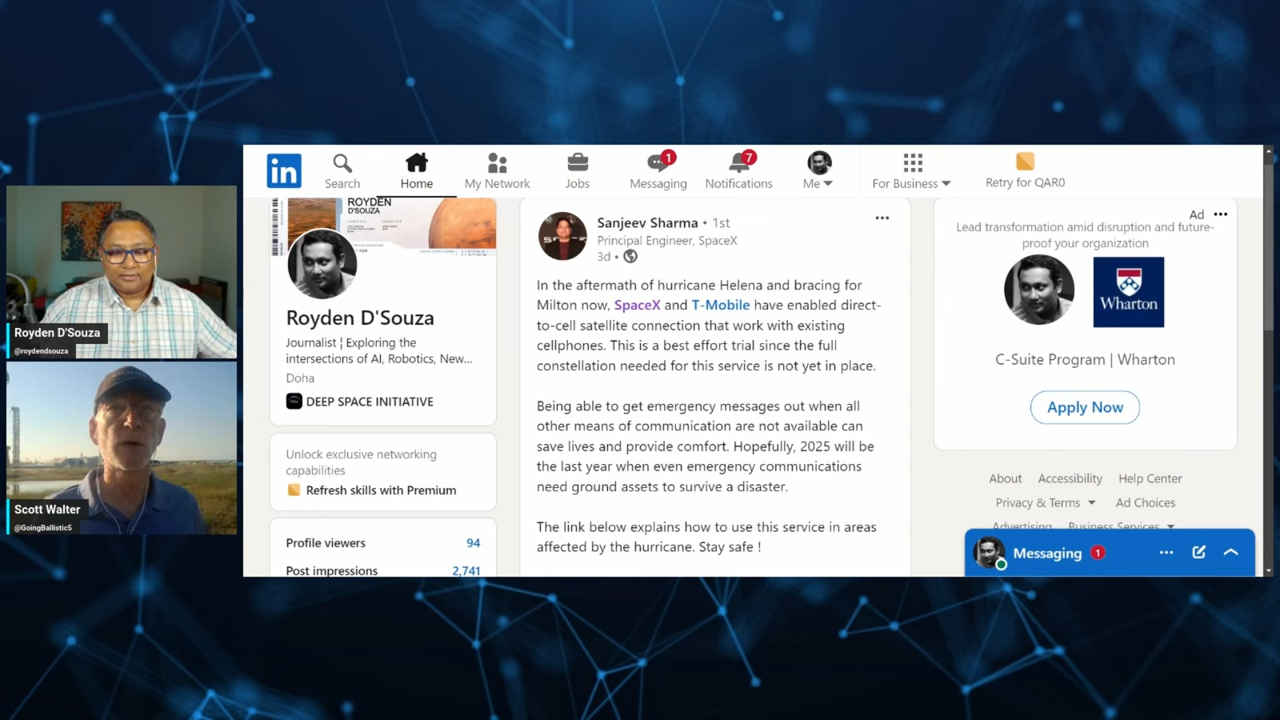 Royden D'Souza
@roydendsouza
Scott Walter
@GoingBallistic5
in
Search
Home
My Network
Jobs
1
Messaging
7
Notifications
Me
For Business
Retry for QAR0
ROYDEN
D'SOUZA
Royden D'Souza
Journalist ¦ Exploring the
intersections of AI, Robotics, New...
Doha
DEEP SPACE INITIATIVE
Unlock exclusive networking
capabilities
Refresh skills with Premium
Profile viewers 94
Post impressions 2,741
Sanjeev Sharma • 1st
Principal Engineer, SpaceX
3d •
In the aftermath of hurricane Helena and bracing for
Milton now, SpaceX and T-Mobile have enabled direct-
to-cell satellite connection that work with existing
cellphones. This is a best effort trial since the full
constellation needed for this service is not yet in place.
Being able to get emergency messages out when all
other means of communication are not available can
save lives and provide comfort. Hopefully, 2025 will be
the last year when even emergency communications
need ground assets to survive a disaster.
The link below explains how to use this service in areas
affected by the hurricane. Stay safe !
Ad
Lead transformation amid disruption and future-
proof your organization
Wharton
C-Suite Program | Wharton
Apply Now
About Accessibility Help Center
Privacy & Terms Ad Choices
Advertising Business Services
Messaging 1